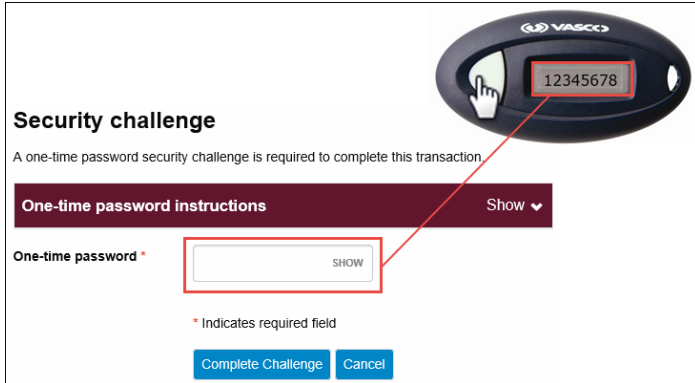 VASCO
12345678
Security challenge
A one-time password security challenge is required to complete this transaction.
One-time password instructions Show
One-time password * SHOW
* Indicates required field
Complete Challenge Cancel